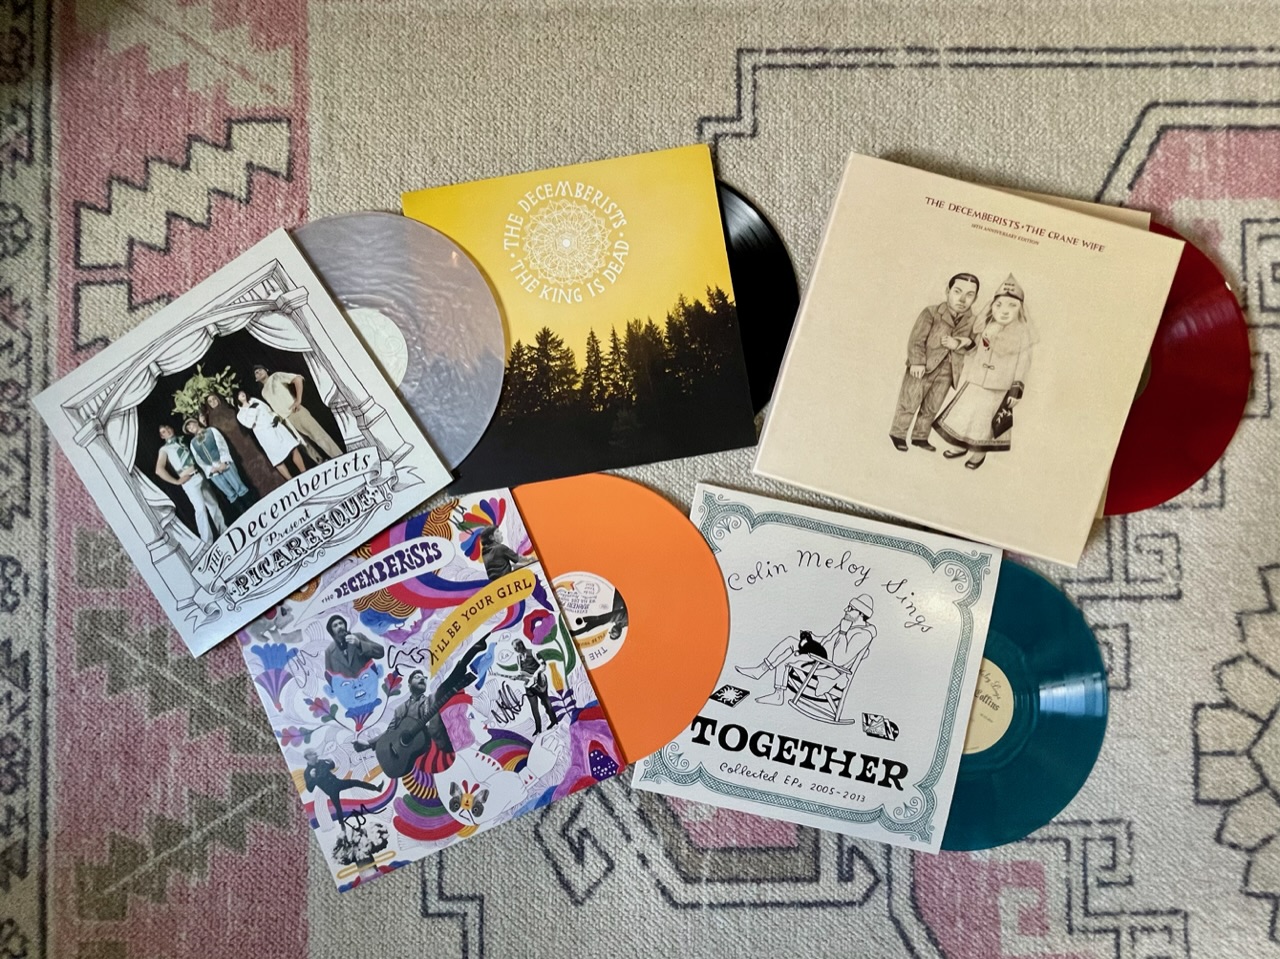 THE DECEMBERISTS • THE KING IS DEAD •
THE DECEMBERISTS • THE CRANE WIFE
10TH ANNIVERSARY EDITION
THE Decemberists
Present
"PICARESQUE"
THE DECEMBERISTS
I'LL BE YOUR GIRL
THE
Colin Meloy Sings
TOGETHER
Collected EPs 2005-2013